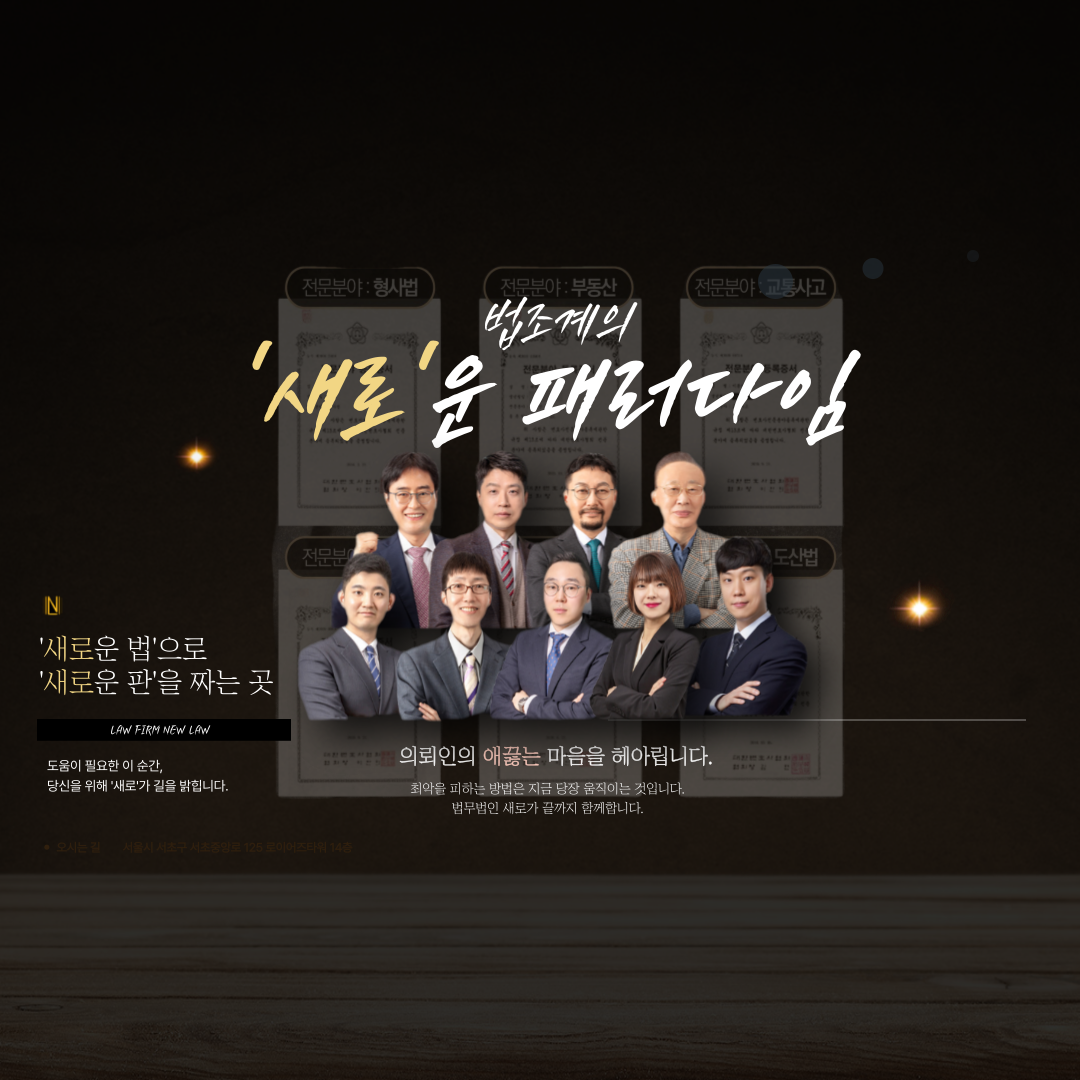 전문분야 : 형사법
전문분야 : 부동산
전문분야 : 교통사고
법조계의
'새로'운 패러다임
전문분
도산법
N
'새로운 법'으로
'새로운 판'을 짜는 곳
LAW FIRM NEW LAW
도움이 필요한 이 순간,
당신을 위해 '새로'가 길을 밝힙니다.
의뢰인의 애끓는 마음을 헤아립니다.
최악을 피하는 방법은 지금 당장 움직이는 것입니다.
법무법인 새로가 끝까지 함께합니다.
오시는 길 서울시 서초구 서초중앙로 125 로이어즈타워 14층